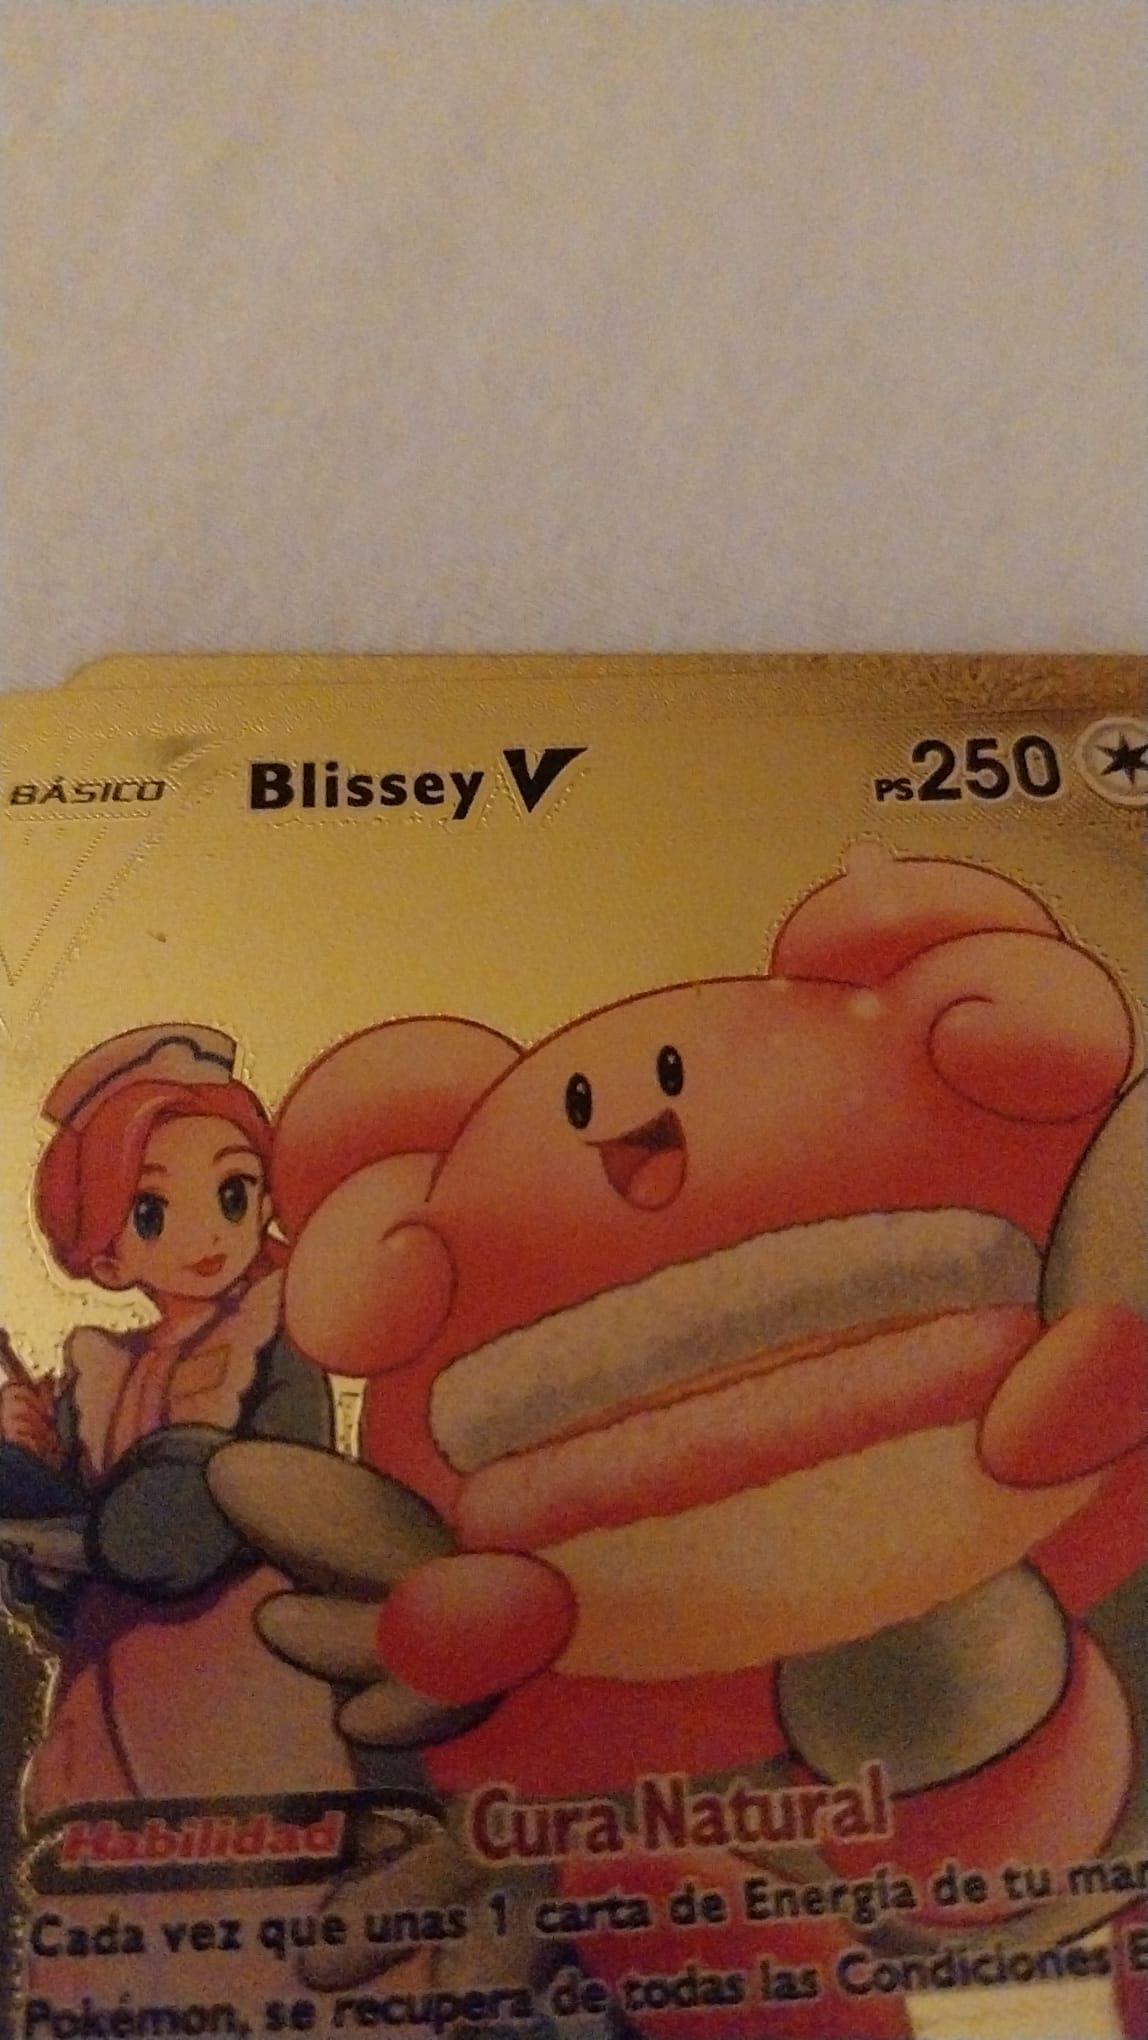 BÁSICO Blissey V PS250
Habilidad Cura Natural
Cada vez que unas 1 carta de Energía de tu
Pokémon, se recupera de todas las Condiciones